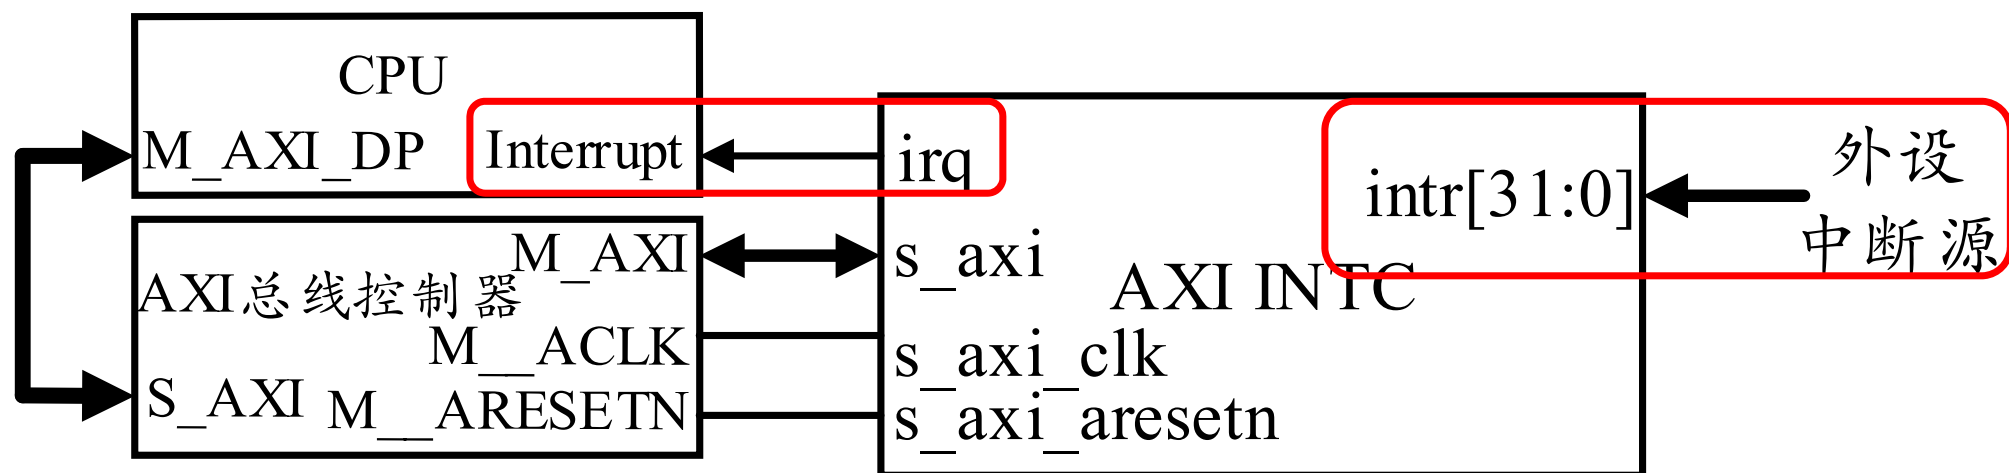 CPU
M_AXI_DP
Interrupt
irq
intr[31:0]
外设
中断源
M_AXI
s_axi
AXI总线控制器
AXI INTC
M__ACLK
s_axi_clk
S_AXI
M__ARESETN
s_axi_aresetn